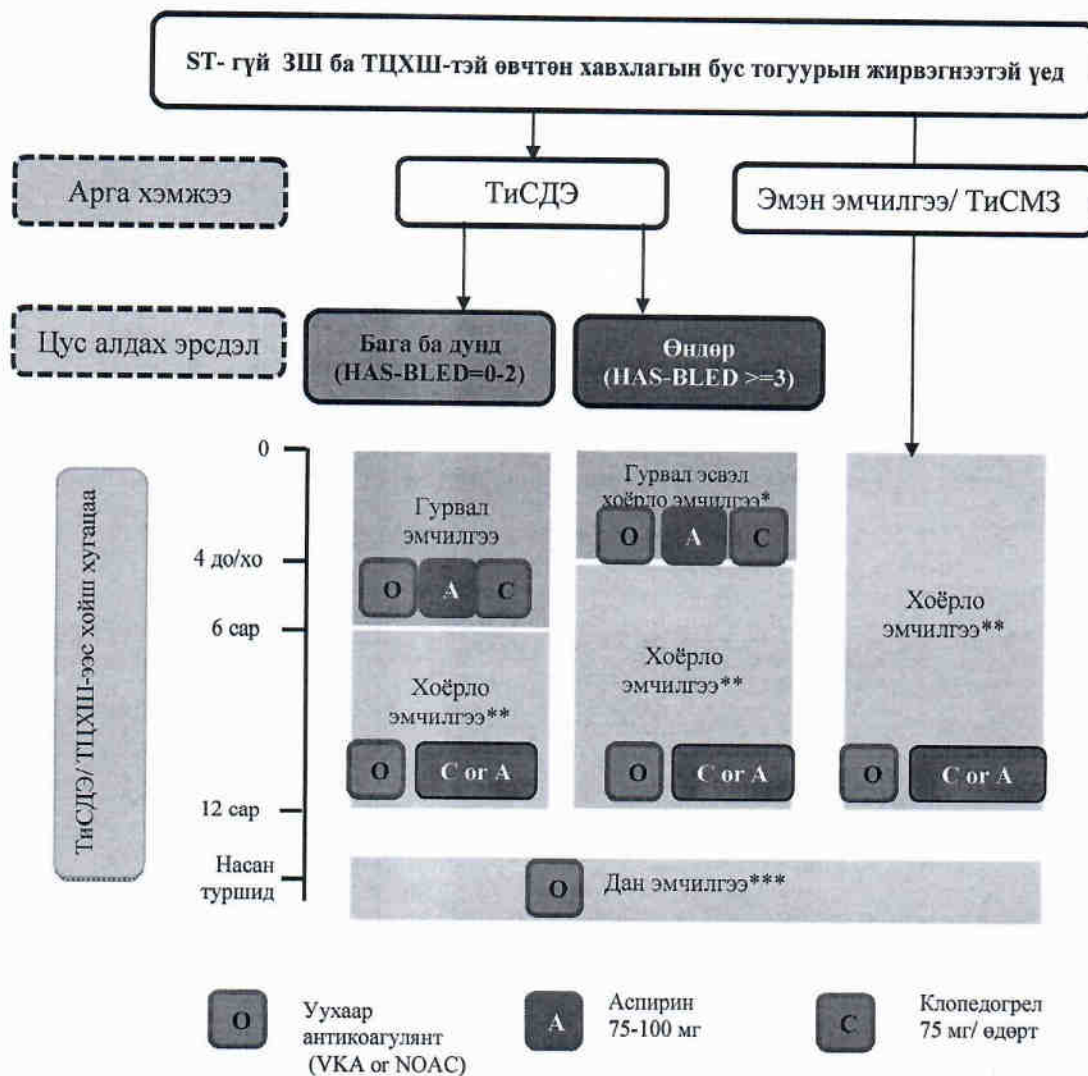 ST- гүй ЗШ ба ТЦХШ-тэй өвчтөн хавхлагын бус тогуурын жирвэгнээтэй үед
Арга хэмжээ
ТиСДЭ
Эмэн эмчилгээ/ ТиСМЗ
Цус алдах эрсдэл
Бага ба дунд
(HAS-BLED=0-2)
Өндөр
(HAS-BLED >=3)
ТиСДЭ/ ТЦХШ-ээс хойш хугацаа
0
4 до/хо
6 сар
12 сар
Насан
туршид
Гурвал
эмчилгээ
O A C
Хоёрло
эмчилгээ**
O C or A
Гурвал эсвэл
хоёрло эмчилгээ*
O A C
Хоёрло
эмчилгээ**
O C or A
Хоёрло
эмчилгээ**
O C or A
O Дан эмчилгээ***
O Уухаар
антикоагулянт
(VKA or NOAC)
A Аспирин
75-100 мг
C Клопедогрел
75 мг/ өдөрт